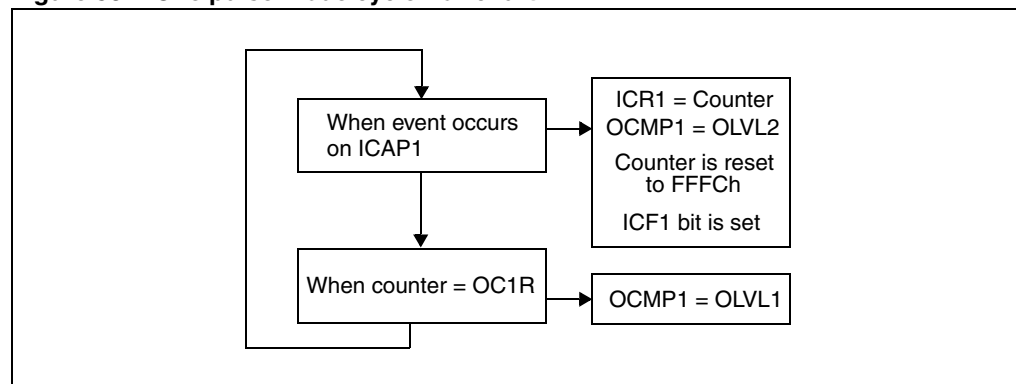 When event occurs
on ICAP1
ICR1 = Counter
OCMP1 = OLVL2
Counter is reset
to FFFCh
ICF1 bit is set
When counter = OC1R
OCMP1 = OLVL1